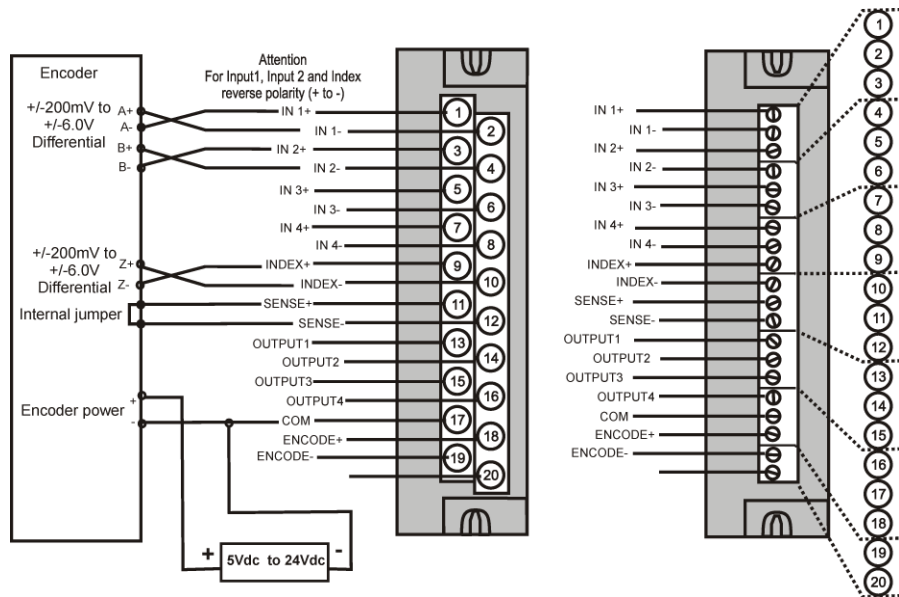 Attention
For Input1, Input 2 and Index
reverse polarity (+ to -)
Encoder
+/-200mV to
+/-6.0V
Differential
A+
A-
B+
B-
+/-200mV to
+/-6.0V
Differential
Z+
Z-
Internal jumper
Encoder power
+
-
+ 5Vdc to 24Vdc -
IN 1+ 1
IN 1- 2
IN 2+ 3
IN 2- 4
IN 3+ 5
IN 3- 6
IN 4+ 7
IN 4- 8
INDEX+ 9
INDEX- 10
SENSE+ 11
SENSE- 12
OUTPUT1 13
OUTPUT2 14
OUTPUT3 15
OUTPUT4 16
COM 17
ENCODE+ 18
ENCODE- 19
20
IN 1+
IN 1-
IN 2+
IN 2-
IN 3+
IN 3-
IN 4+
IN 4-
INDEX+
INDEX-
SENSE+
SENSE-
OUTPUT1
OUTPUT2
OUTPUT3
OUTPUT4
COM
ENCODE+
ENCODE-
1
2
3
4
5
6
7
8
9
10
11
12
13
14
15
16
17
18
19
20